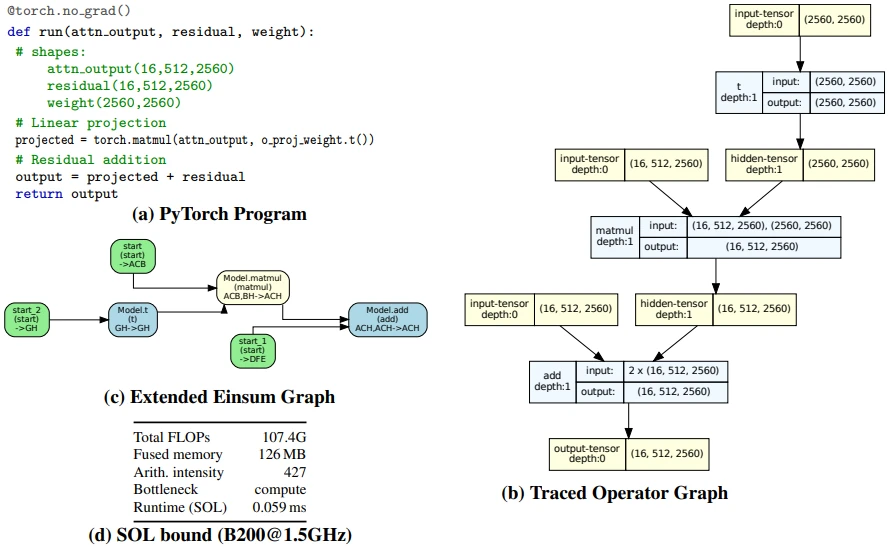 @torch.no_grad()
def run(attn_output, residual, weight):
# shapes:
attn_output(16,512,2560)
residual(16,512,2560)
weight(2560,2560)
# Linear projection
projected = torch.matmul(attn_output, o_proj_weight.t())
# Residual addition
output = projected + residual
return output
(a) PyTorch Program
start
(start)
->ACB
Model.matmul
(matmul)
ACB,BH->ACH
start_2
(start)
->GH
Model.t
(t)
GH->GH
Model.add
(add)
ACH,ACH->ACH
start_1
(start)
->DFE
(c) Extended Einsum Graph
Total FLOPs 107.4G
Fused memory 126 MB
Arith. intensity 427
Bottleneck compute
Runtime (SOL) 0.059 ms
(d) SOL bound (B200@1.5GHz)
input-tensor
depth:0
(2560, 2560)
t
depth:1
input: (2560, 2560)
output: (2560, 2560)
input-tensor
depth:0
(16, 512, 2560)
hidden-tensor
depth:1
(2560, 2560)
matmul
depth:1
input: (16, 512, 2560), (2560, 2560)
output: (16, 512, 2560)
input-tensor
depth:0
(16, 512, 2560)
hidden-tensor
depth:1
(16, 512, 2560)
add
depth:1
input: 2 x (16, 512, 2560)
output: (16, 512, 2560)
output-tensor
depth:0
(16, 512, 2560)
(b) Traced Operator Graph